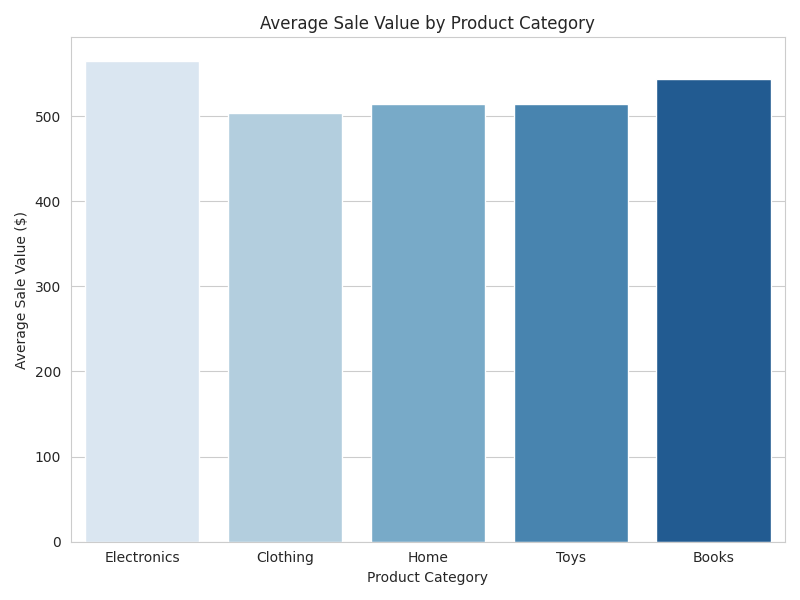 Average Sale Value by Product Category
Average Sale Value ($)
500
400
300
200
100
0
Electronics Clothing Home Toys Books
Product Category